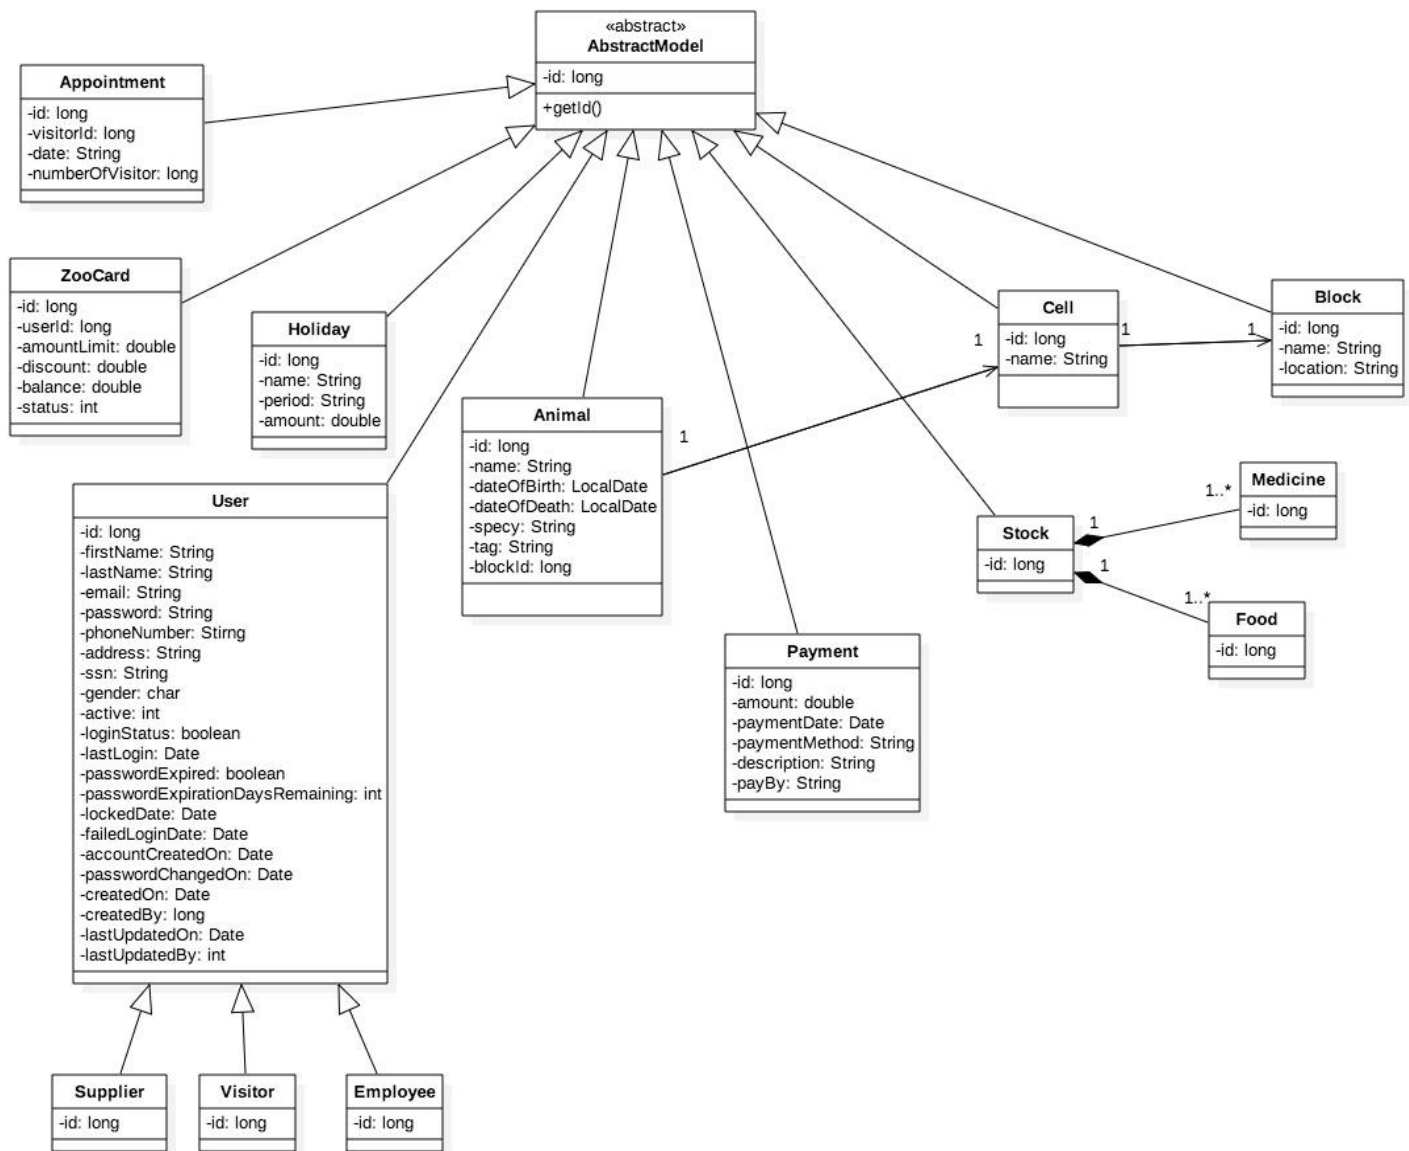 «abstract»
AbstractModel
-id: long
+getId()
Appointment
-id: long
-visitorId: long
-date: String
-numberOfVisitor: long
ZooCard
-id: long
-userId: long
-amountLimit: double
-discount: double
-balance: double
-status: int
Holiday
-id: long
-name: String
-period: String
-amount: double
Animal
-id: long
-name: String
-dateOfBirth: LocalDate
-dateOfDeath: LocalDate
-specy: String
-tag: String
-blockId: long
1
1
Cell
-id: long
-name: String
1
1
Block
-id: long
-name: String
-location: String
User
-id: long
-firstName: String
-lastName: String
-email: String
-password: String
-phoneNumber: Stirng
-address: String
-ssn: String
-gender: char
-active: int
-loginStatus: boolean
-lastLogin: Date
-passwordExpired: boolean
-passwordExpirationDaysRemaining: int
-lockedDate: Date
-failedLoginDate: Date
-accountCreatedOn: Date
-passwordChangedOn: Date
-createdOn: Date
-createdBy: long
-lastUpdatedOn: Date
-lastUpdatedBy: int
Payment
-id: long
-amount: double
-paymentDate: Date
-paymentMethod: String
-description: String
-payBy: String
Stock
-id: long
1
1..*
Medicine
-id: long
1
1..*
Food
-id: long
Supplier
-id: long
Visitor
-id: long
Employee
-id: long